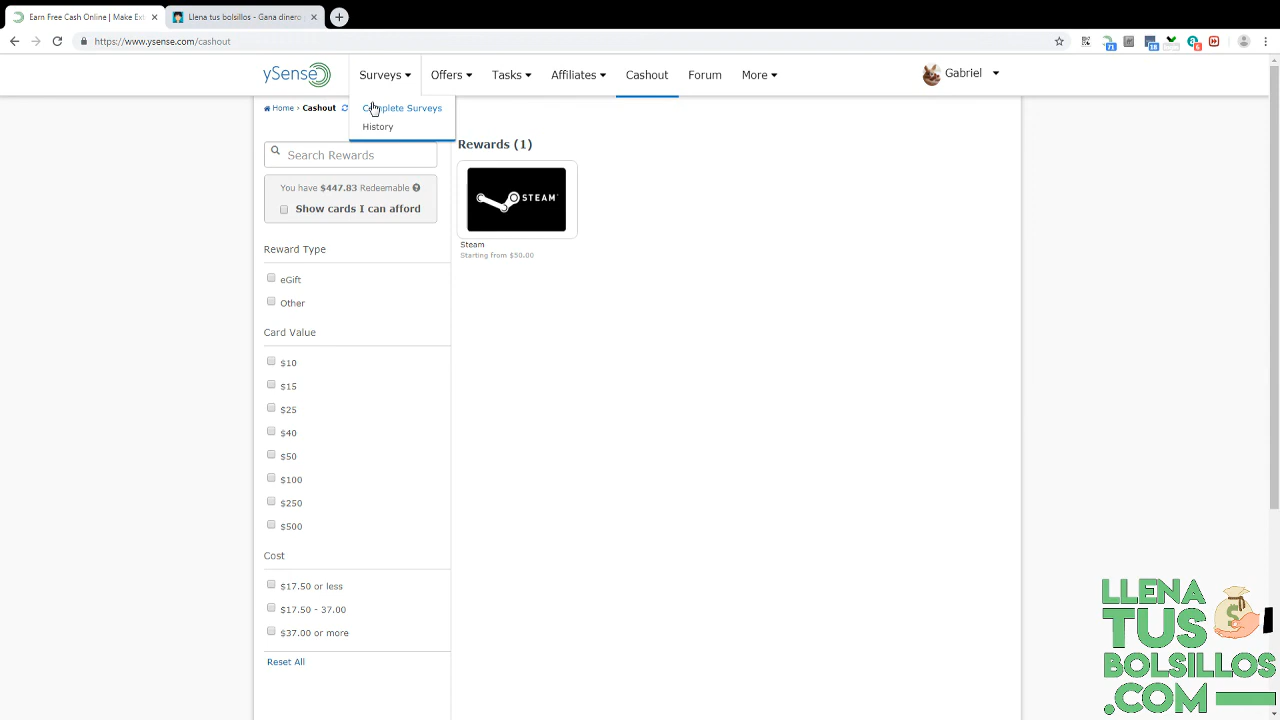 Earn Free Cash Online | Make Ext
Llena tus bolsillos - Gana dinero
https://www.ysense.com/cashout
71
18
6
ySense
Surveys
Offers
Tasks
Affiliates
Cashout
Forum
More
Gabriel
Home › Cashout
Complete Surveys
History
Search Rewards
You have $447.83 Redeemable
Show cards I can afford
Reward Type
eGift
Other
Card Value
$10
$15
$25
$40
$50
$100
$250
$500
Cost
$17.50 or less
$17.50 - 37.00
$37.00 or more
Reset All
Rewards (1)
STEAM
Steam
Starting from $50.00
LLENA
TUS
BOLSILLOS
.COM